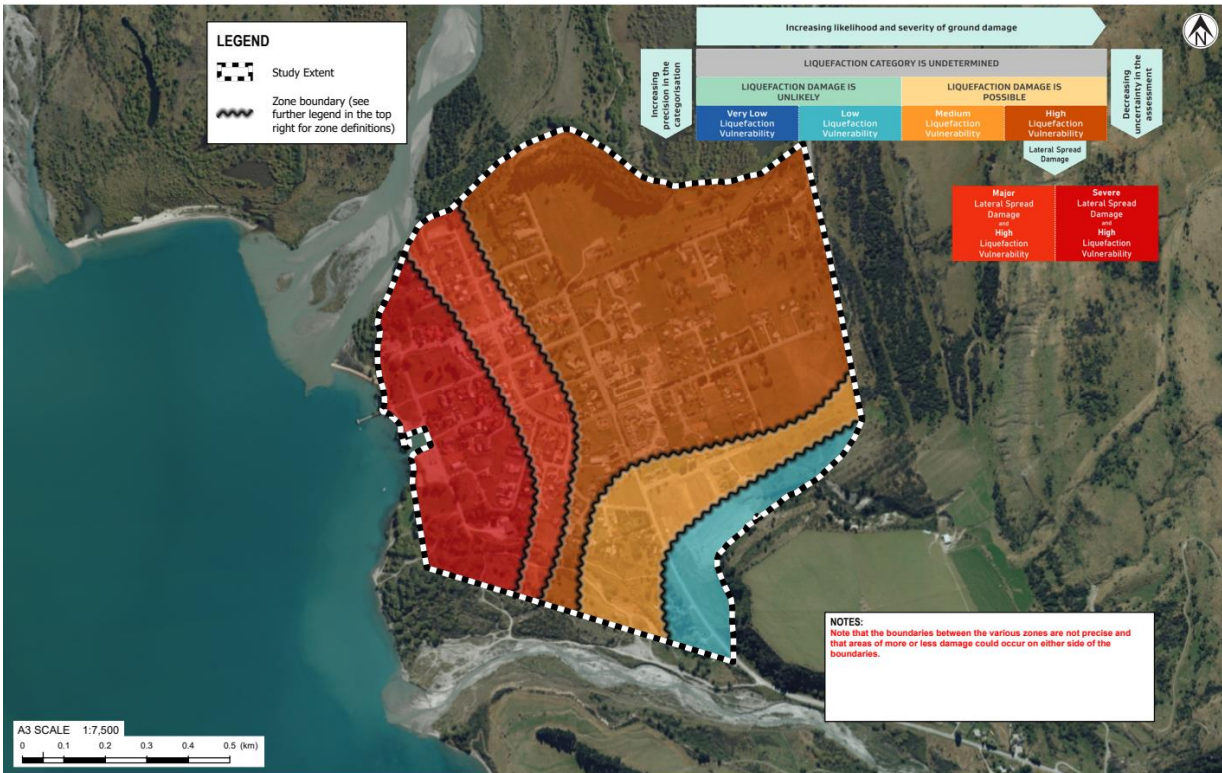 LEGEND
Study Extent
Zone boundary (see
further legend in the top
right for zone definitions)
Increasing likelihood and severity of ground damage
Increasing
precision in the
categorisation
LIQUEFACTION CATEGORY IS UNDETERMINED
LIQUEFACTION DAMAGE IS
UNLIKELY
LIQUEFACTION DAMAGE IS
POSSIBLE
Very Low
Liquefaction
Vulnerability
Low
Liquefaction
Vulnerability
Medium
Liquefaction
Vulnerability
High
Liquefaction
Vulnerability
Decreasing
uncertainty in the
assessment
Lateral Spread
Damage
Major
Lateral Spread
Damage
and
High
Liquefaction
Vulnerability
Severe
Lateral Spread
Damage
and
High
Liquefaction
Vulnerability
N
NOTES:
Note that the boundaries between the various zones are not precise and
that areas of more or less damage could occur on either side of the
boundaries.
A3 SCALE 1:7,500
0 0.1 0.2 0.3 0.4 0.5 (km)